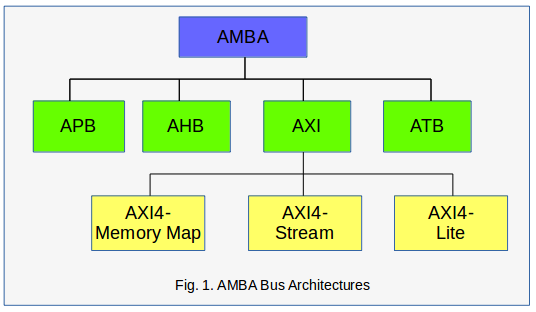 AMBA
APB
AHB
AXI
ATB
AXI4-
Memory Map
AXI4-
Stream
AXI4-
Lite
Fig. 1. AMBA Bus Architectures